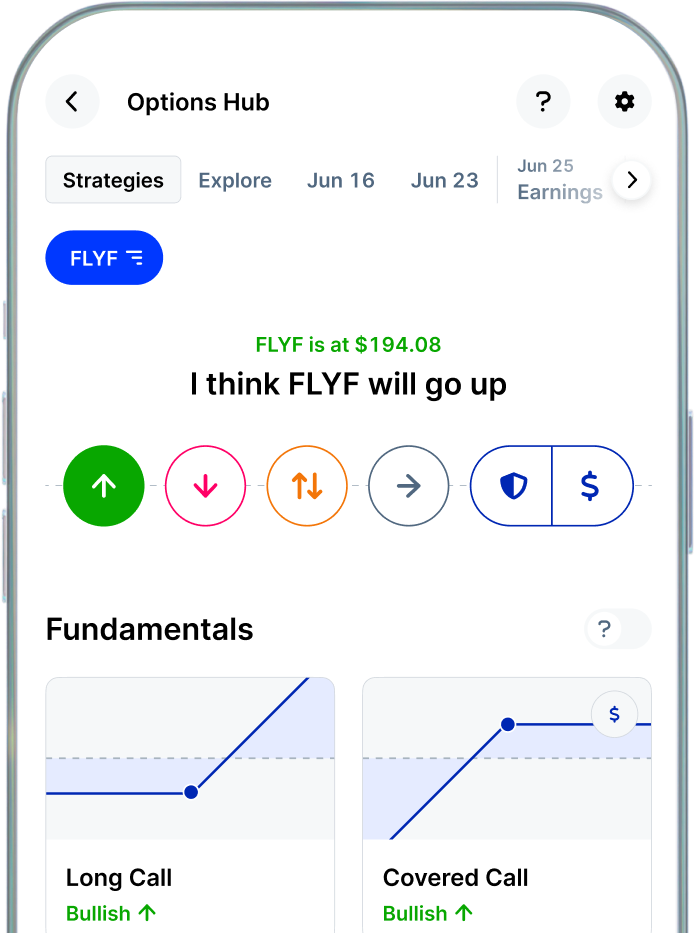 Options Hub
?
Strategies
Explore
Jun 16
Jun 23
Jun 25
Earnings
FLYF
FLYF is at $194.08
I think FLYF will go up
$
Fundamentals
?
$
Long Call
Bullish
Covered Call
Bullish